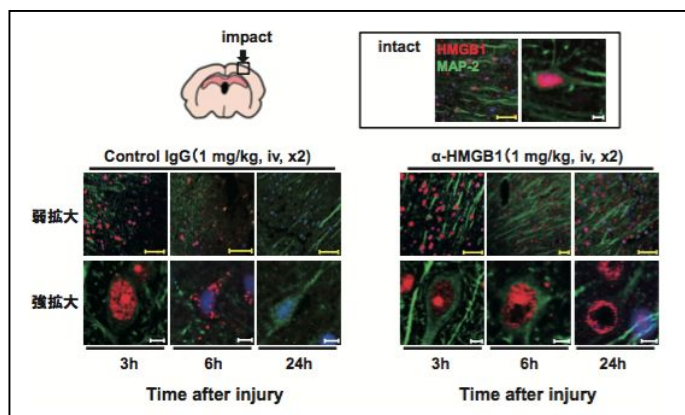 impact
intact
HMGB1
MAP-2
Control IgG(1 mg/kg, iv, x2)
α-HMGB1(1 mg/kg, iv, x2)
弱拡大
強拡大
3h 6h 24h
3h 6h 24h
Time after injury
Time after injury